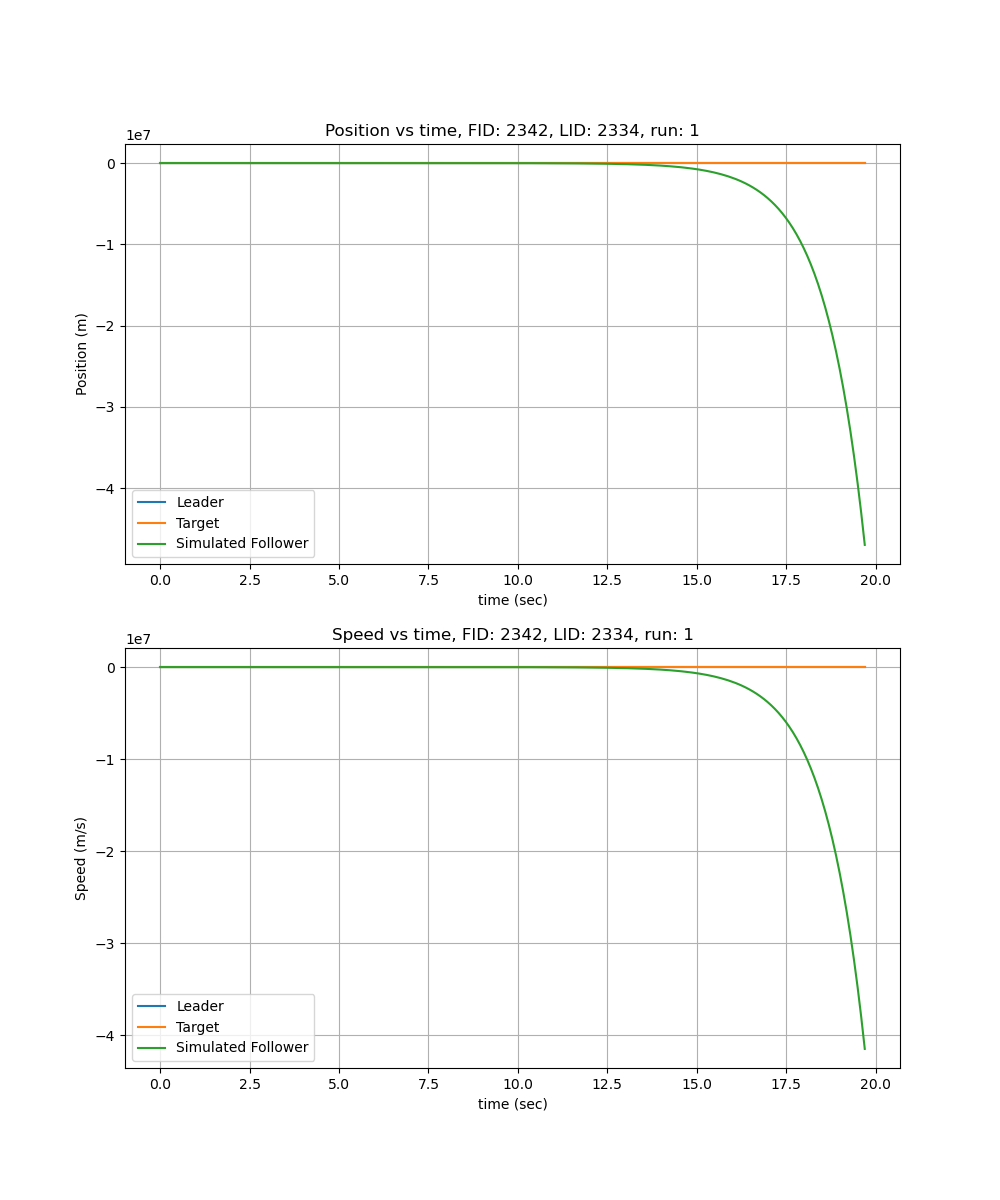 Position vs time, FID: 2342, LID: 2334, run: 1
1e7
0
−1
−2
−3
−4
Position (m)
Leader
Target
Simulated Follower
0.0 2.5 5.0 7.5 10.0 12.5 15.0 17.5 20.0
time (sec)
Speed vs time, FID: 2342, LID: 2334, run: 1
1e7
0
−1
−2
−3
−4
Speed (m/s)
Leader
Target
Simulated Follower
0.0 2.5 5.0 7.5 10.0 12.5 15.0 17.5 20.0
time (sec)